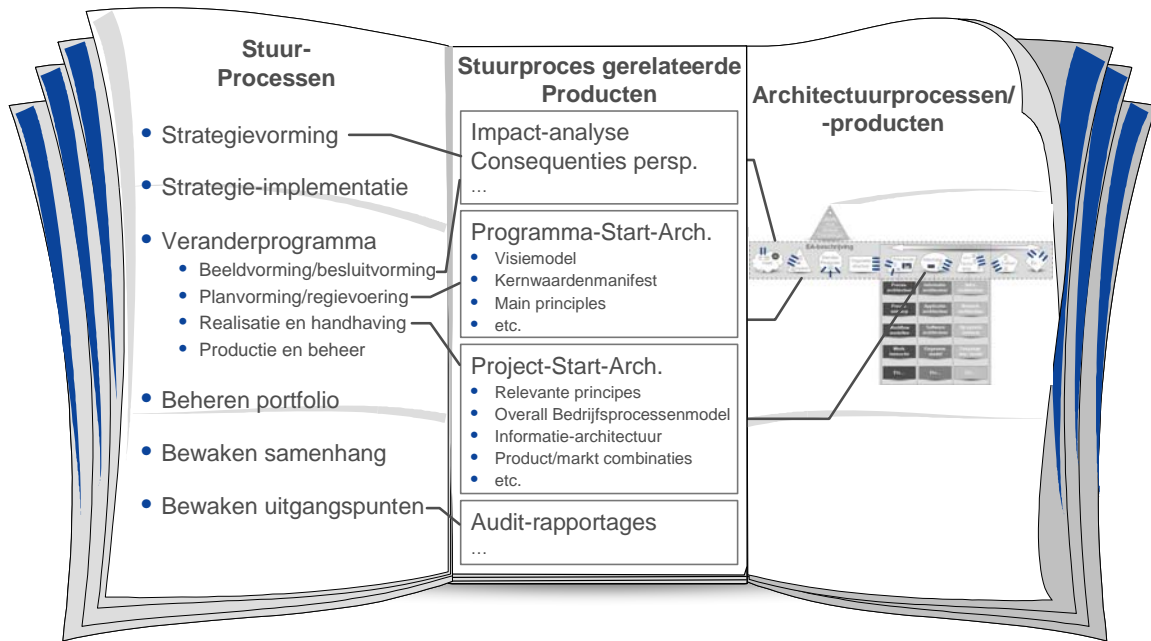 Stuur-
Processen
• Strategievorming
• Strategie-implementatie
• Veranderprogramma
• Beeldvorming/besluitvorming
• Planvorming/regievoering
• Realisatie en handhaving
• Productie en beheer
• Beheren portfolio
• Bewaken samenhang
• Bewaken uitgangspunten
Stuurproces gerelateerde
Producten
Impact-analyse
Consequenties persp.
...
Programma-Start-Arch.
• Visiemodel
• Kernwaardenmanifest
• Main principles
• etc.
Project-Start-Arch.
• Relevante principes
• Overall Bedrijfsprocessenmodel
• Informatie-architectuur
• Product/markt combinaties
• etc.
Audit-rapportages
...
Architectuurprocessen/
-producten
EA-beschrijving